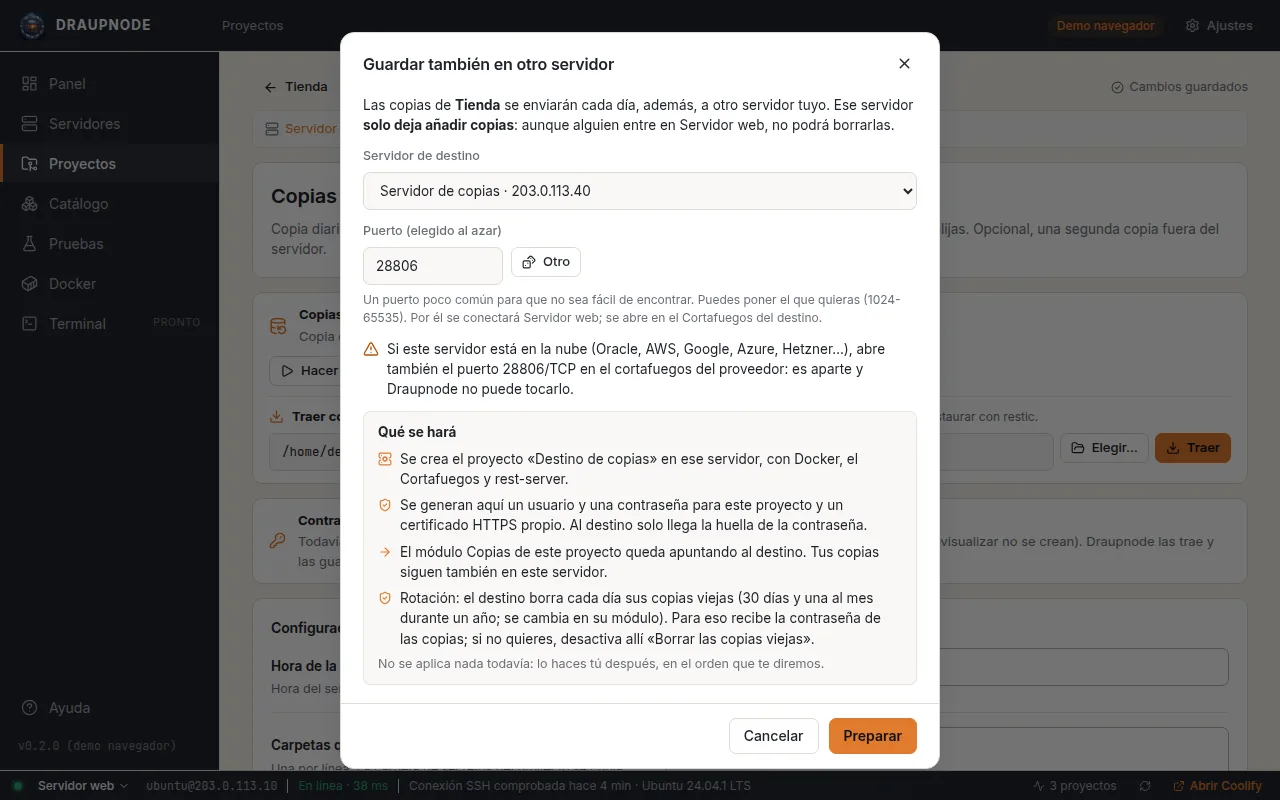 DRAUPNODE
Proyectos
Demo navegador
Ajustes
Panel
Servidores
Proyectos
Catálogo
Pruebas
Docker
Terminal
PRONTO
Ayuda
v0.2.0 (demo navegador)
Tienda
Cambios guardados
Servidor
Copias
Copia diari
lijas. Opcional, una segunda copia fuera del
servidor.
Copias
Copia
Hacer
Traer co
staurar con restic.
/home/de
Elegir...
Traer
Contra
Todaví
visualizar no se crean). Draupnode las trae y
las gua
Configurac
Hora de la
Hora del se
Carpetas d
Una por líne
Guardar también en otro servidor
Las copias de Tienda se enviarán cada día, además, a otro servidor tuyo. Ese servidor
solo deja añadir copias: aunque alguien entre en Servidor web, no podrá borrarlas.
Servidor de destino
Servidor de copias · 203.0.113.40
Puerto (elegido al azar)
28806
Otro
Un puerto poco común para que no sea fácil de encontrar. Puedes poner el que quieras (1024-
65535). Por él se conectará Servidor web; se abre en el Cortafuegos del destino.
Si este servidor está en la nube (Oracle, AWS, Google, Azure, Hetzner...), abre
también el puerto 28806/TCP en el cortafuegos del proveedor: es aparte y
Draupnode no puede tocarlo.
Qué se hará
Se crea el proyecto «Destino de copias» en ese servidor, con Docker, el
Cortafuegos y rest-server.
Se generan aquí un usuario y una contraseña para este proyecto y un
certificado HTTPS propio. Al destino solo llega la huella de la contraseña.
El módulo Copias de este proyecto queda apuntando al destino. Tus copias
siguen también en este servidor.
Rotación: el destino borra cada día sus copias viejas (30 días y una al mes
durante un año; se cambia en su módulo). Para eso recibe la contraseña de
las copias; si no quieres, desactiva allí «Borrar las copias viejas».
No se aplica nada todavía: lo haces tú después, en el orden que te diremos.
Cancelar
Preparar
Servidor web
ubuntu@203.0.113.10
En línea · 38 ms
Conexión SSH comprobada hace 4 min · Ubuntu 24.04.1 LTS
3 proyectos
Abrir Coolify